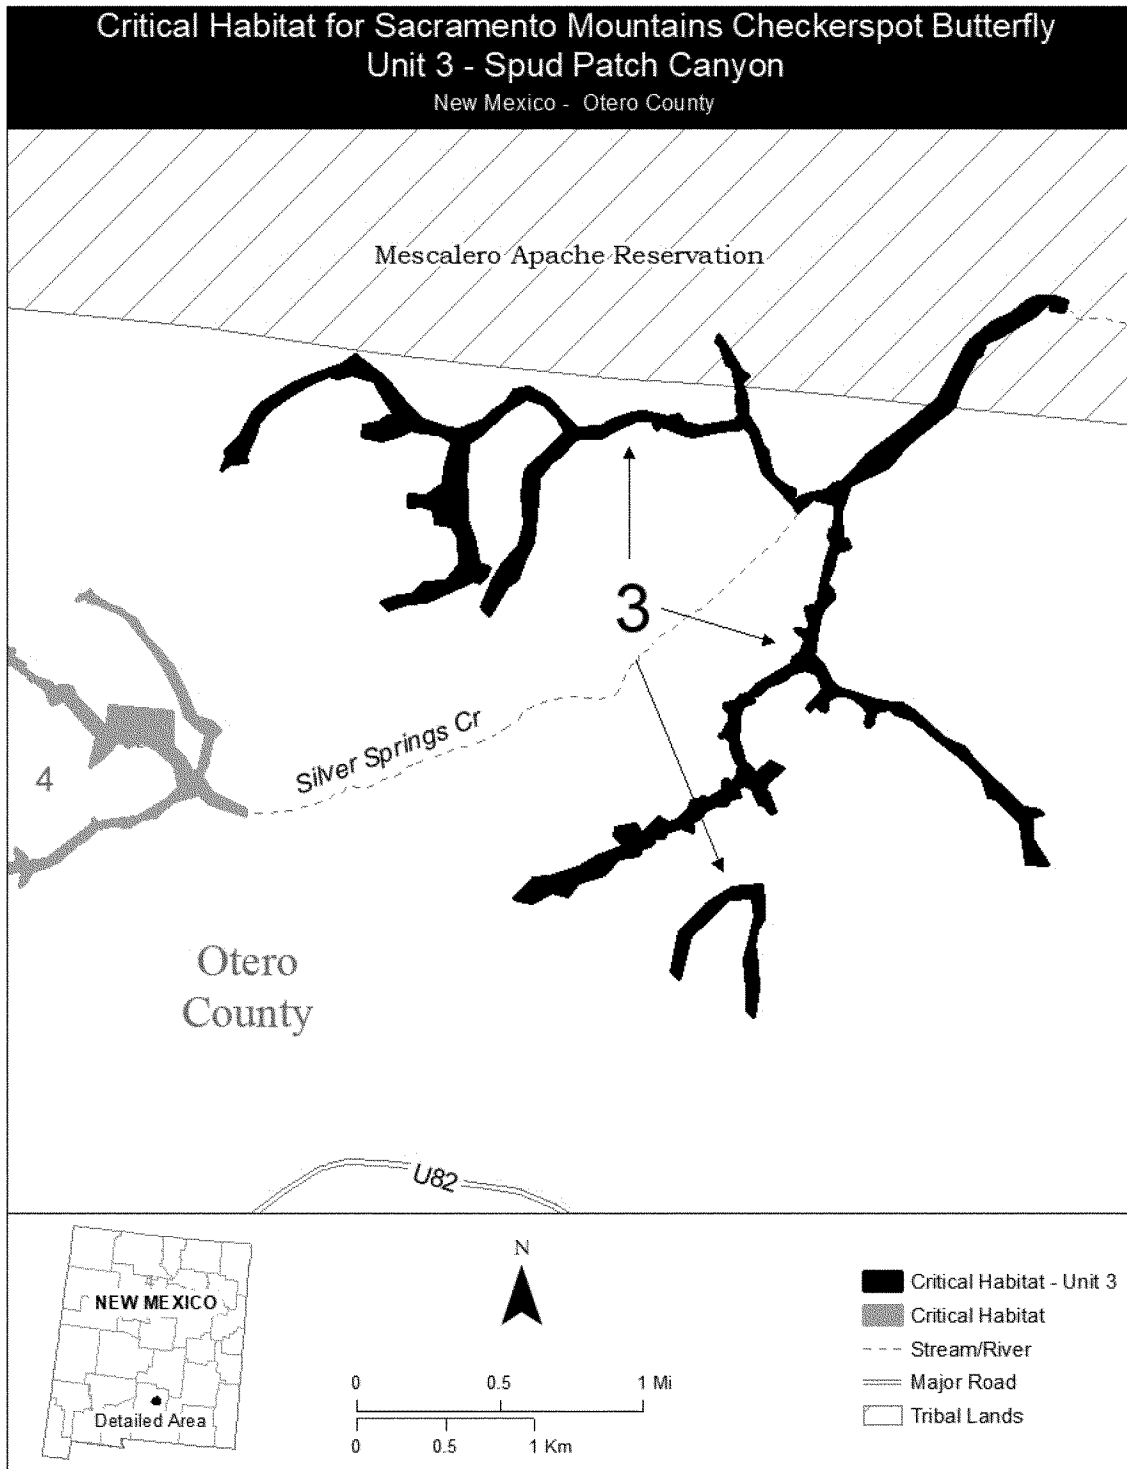 Critical Habitat for Sacramento Mountains Checkerspot Butterfly
Unit 3 - Spud Patch Canyon
New Mexico - Otero County
Mescalero Apache Reservation
3
Silver Springs Cr
4
Otero
County
U82
NEW MEXICO
Detailed Area
N
0 0.5 1 Mi
0 0.5 1 Km
Critical Habitat - Unit 3
Critical Habitat
Stream/River
Major Road
Tribal Lands